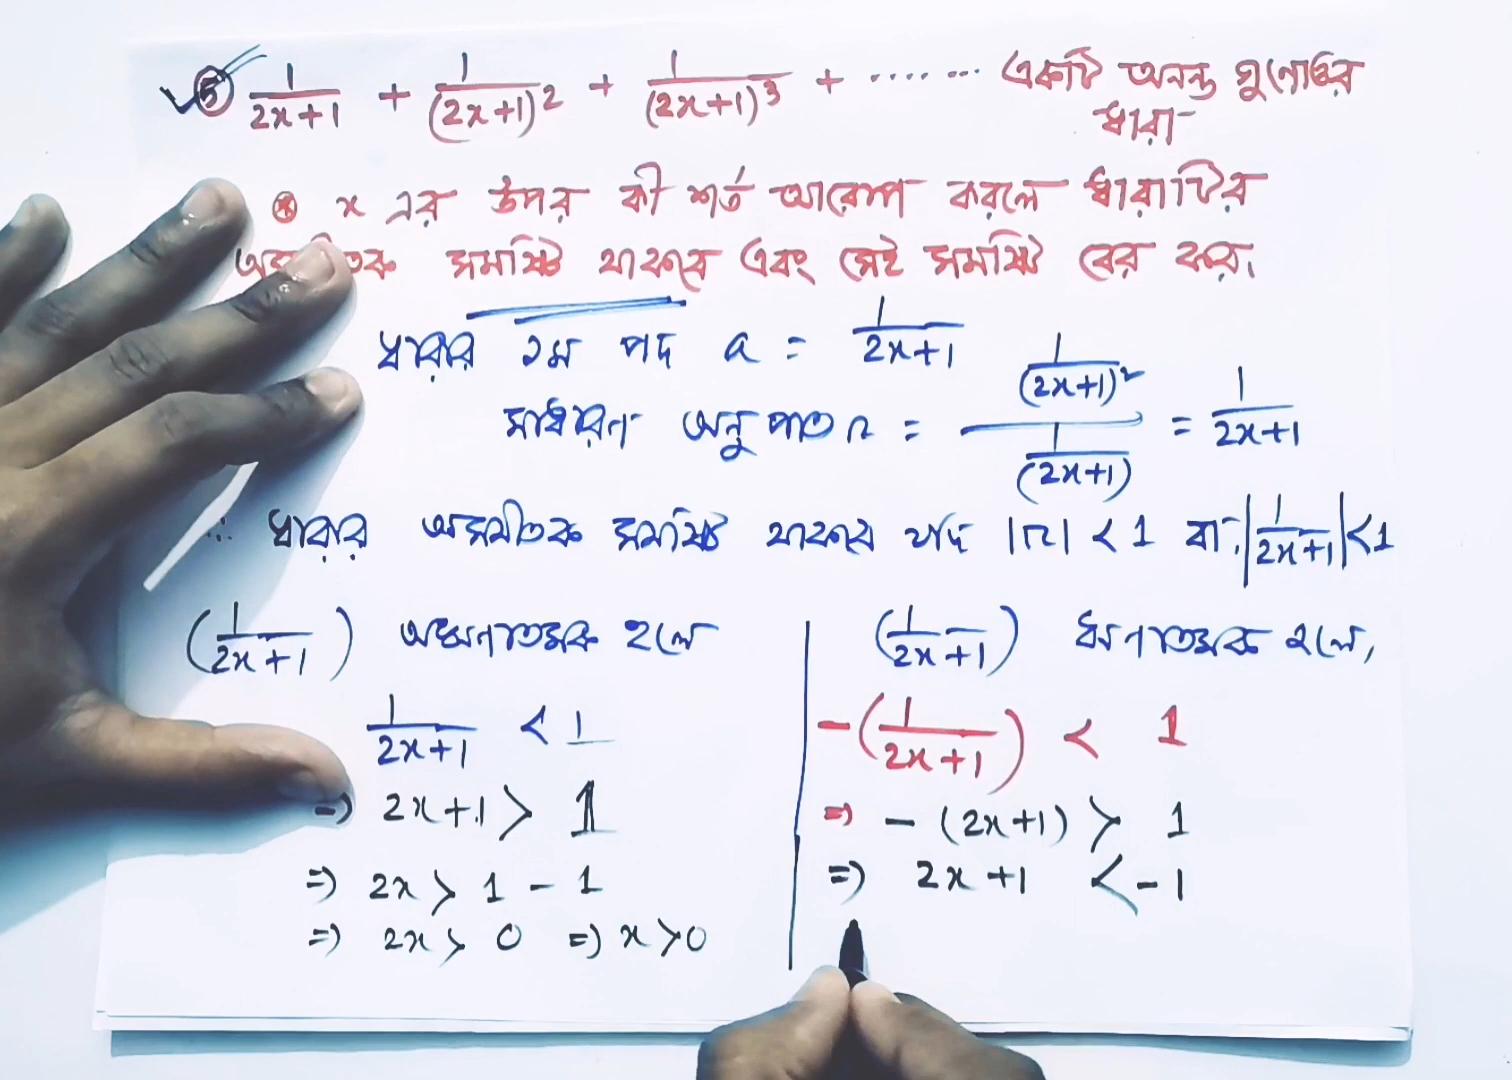 ৫ 1/(2x+1) + 1/(2x+1)^2 + 1/(2x+1)^3 + ......... একটি অনন্ত গুণোত্তর
ধারা
x এর উপর কী শর্ত আরোপ করলে ধারাটির
সমষ্টি থাকবে এবং সেই সমষ্টি বের কর।
ধারার ১ম পদ a = 1/(2x+1)
সাধারণ অনুপাত r = (1/(2x+1)^2)/(1/(2x+1)) = 1/(2x+1)
∴ ধারার অসমীতক সমষ্টি থাকবে যদি |r| < 1 বা, |1/(2x+1)| < 1
(1/(2x+1)) অঋণাত্মক হলে
1/(2x+1) < 1
⇒ 2x+1 > 1
⇒ 2x > 1 - 1
⇒ 2x > 0 ⇒ x > 0
(1/(2x+1)) ঋণাত্মক হলে,
-(1/(2x+1)) < 1
⇒ - (2x+1) > 1
⇒ 2x +1 < -1